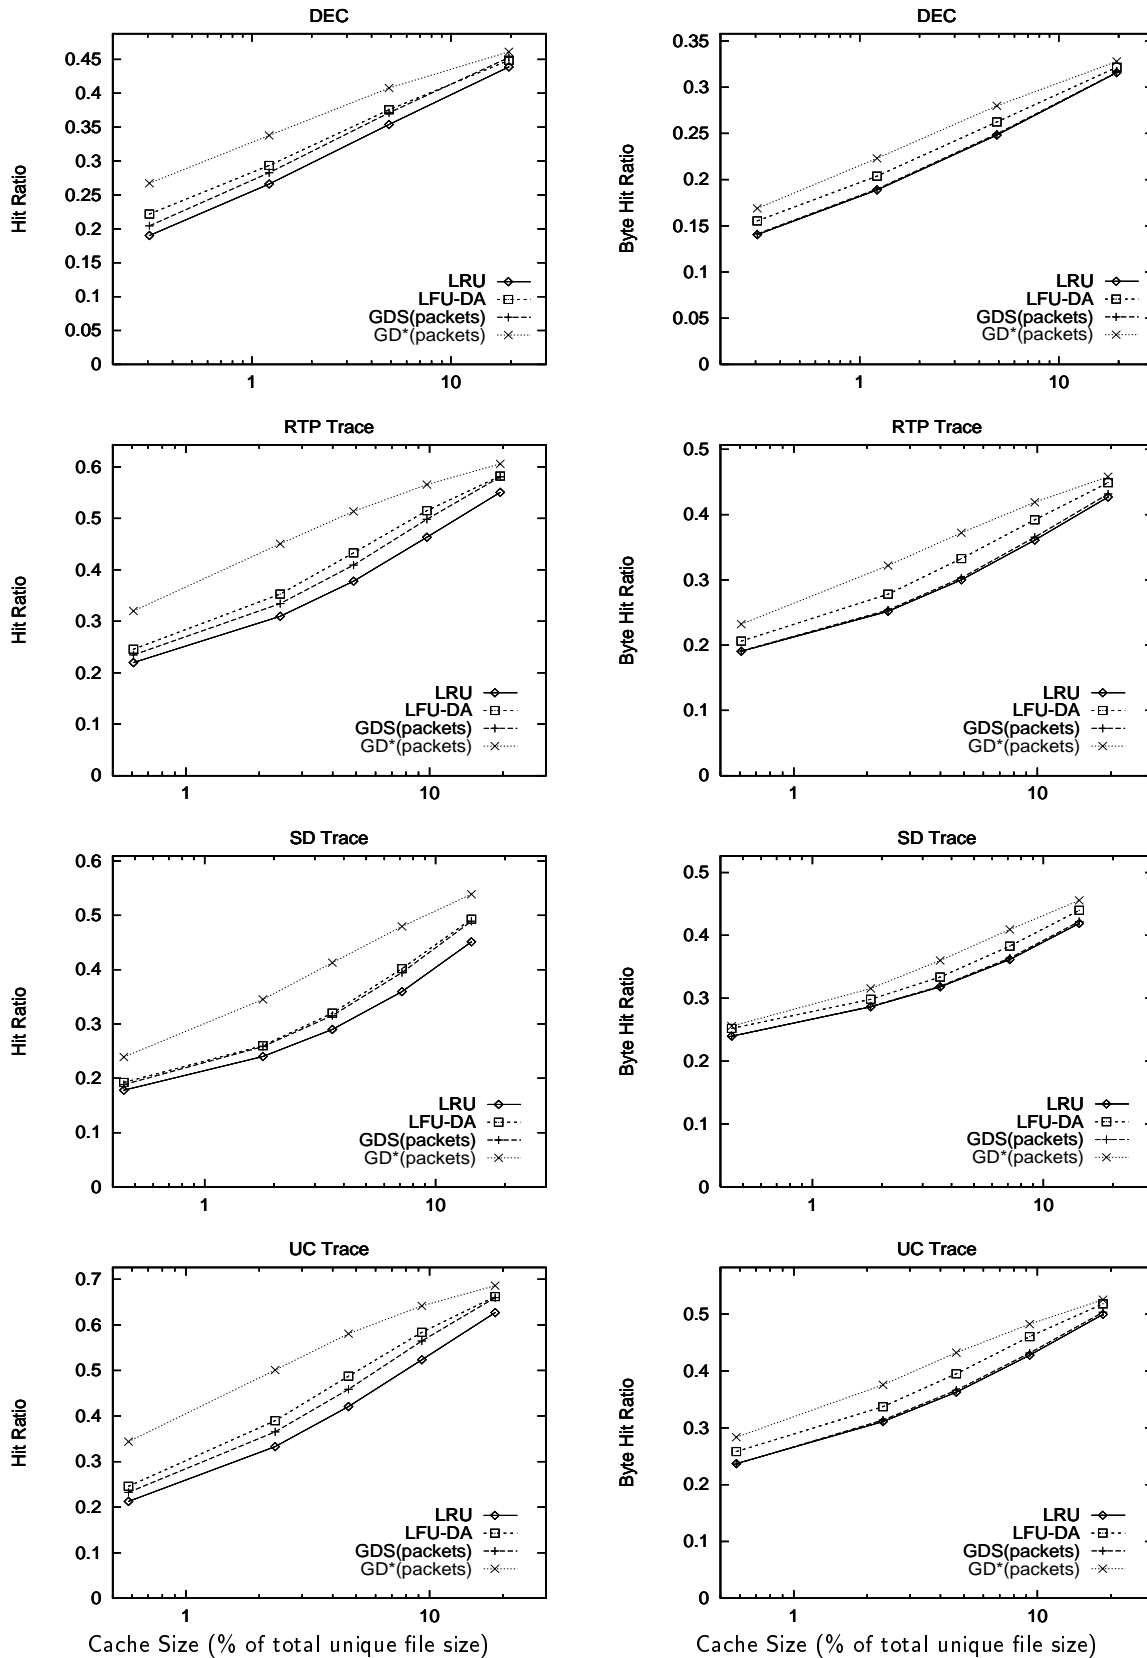 DEC
Hit Ratio
0.45
0.4
0.35
0.3
0.25
0.2
0.15
0.1
0.05
0
1
10
LRU
LFU-DA
GDS(packets)
GD*(packets)
DEC
Byte Hit Ratio
0.35
0.3
0.25
0.2
0.15
0.1
0.05
0
1
10
LRU
LFU-DA
GDS(packets)
GD*(packets)
RTP Trace
Hit Ratio
0.6
0.5
0.4
0.3
0.2
0.1
0
1
10
LRU
LFU-DA
GDS(packets)
GD*(packets)
RTP Trace
Byte Hit Ratio
0.5
0.4
0.3
0.2
0.1
0
1
10
LRU
LFU-DA
GDS(packets)
GD*(packets)
SD Trace
Hit Ratio
0.6
0.5
0.4
0.3
0.2
0.1
0
1
10
LRU
LFU-DA
GDS(packets)
GD*(packets)
SD Trace
Byte Hit Ratio
0.5
0.4
0.3
0.2
0.1
0
1
10
LRU
LFU-DA
GDS(packets)
GD*(packets)
UC Trace
Hit Ratio
0.7
0.6
0.5
0.4
0.3
0.2
0.1
0
1
10
LRU
LFU-DA
GDS(packets)
GD*(packets)
Cache Size (% of total unique file size)
UC Trace
Byte Hit Ratio
0.5
0.4
0.3
0.2
0.1
0
1
10
LRU
LFU-DA
GDS(packets)
GD*(packets)
Cache Size (% of total unique file size)